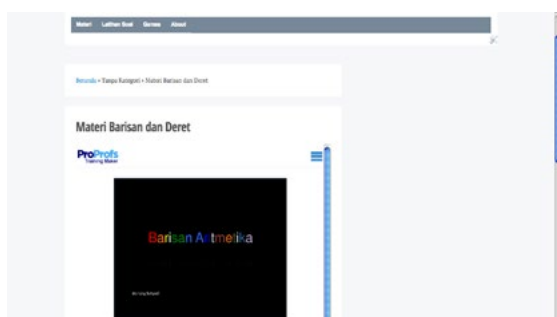 Materi Latihan Soal Games About
Beranda » Tanpa Kategori » Materi Barisan dan Deret
Materi Barisan dan Deret
ProProfs
Training Maker
Barisan Aritmetika